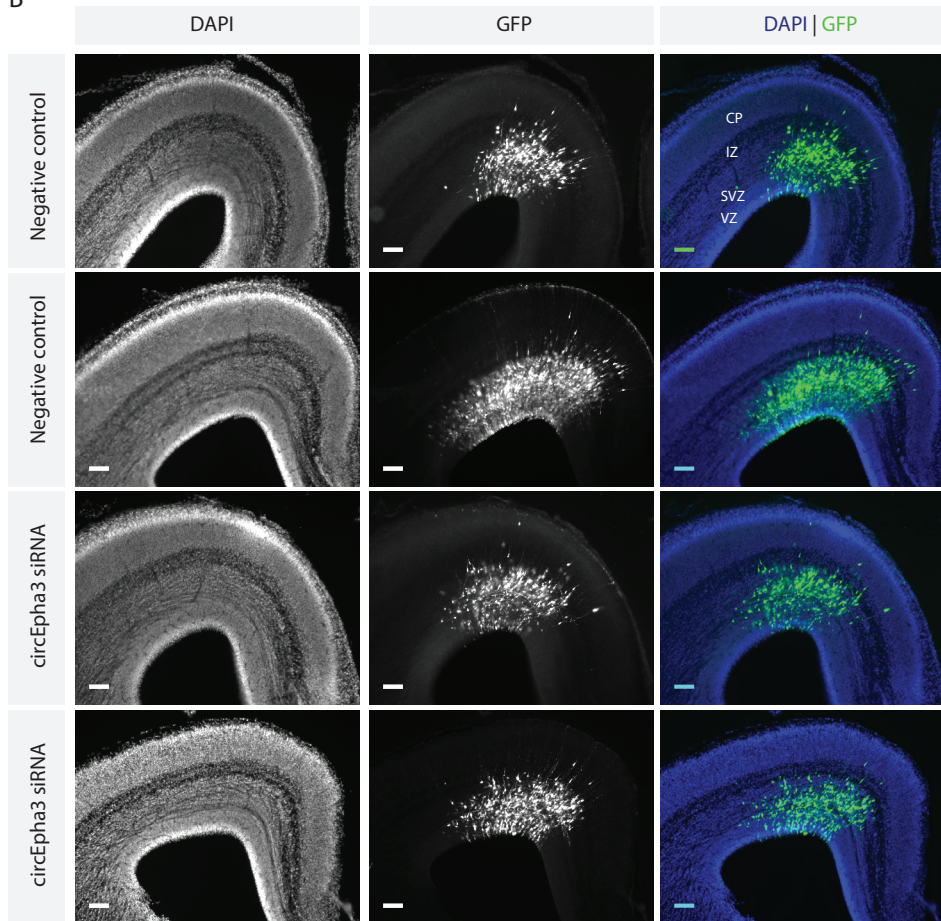 B
DAPI
GFP
DAPI | GFP
Negative control
CP
IZ
SVZ
VZ
Negative control
circEpha3 siRNA
circEpha3 siRNA